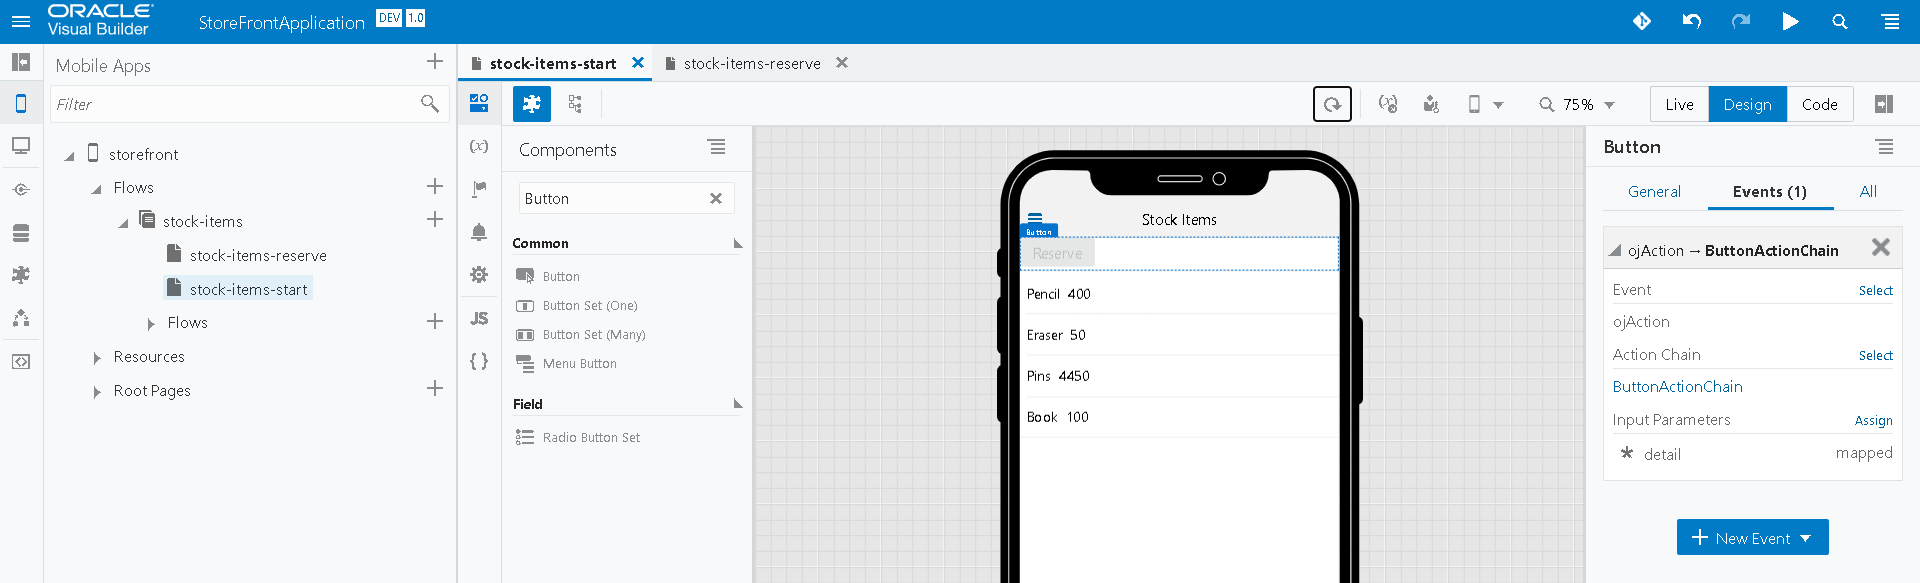 ORACLE
Visual Builder
StoreFrontApplication DEV 1.0
Mobile Apps
Filter
storefront
Flows
stock-items
stock-items-reserve
stock-items-start
Flows
Resources
Root Pages
stock-items-start
stock-items-reserve
75%
Live Design Code
(x)
JS
{ }
Components
Button
Common
Button
Button Set (One)
Button Set (Many)
Menu Button
Field
Radio Button Set
Stock Items
Button
Reserve
Pencil 400
Eraser 50
Pins 4450
Book 100
Button
General Events (1) All
ojAction → ButtonActionChain
Event Select
ojAction
Action Chain Select
ButtonActionChain
Input Parameters Assign
* detail mapped
New Event